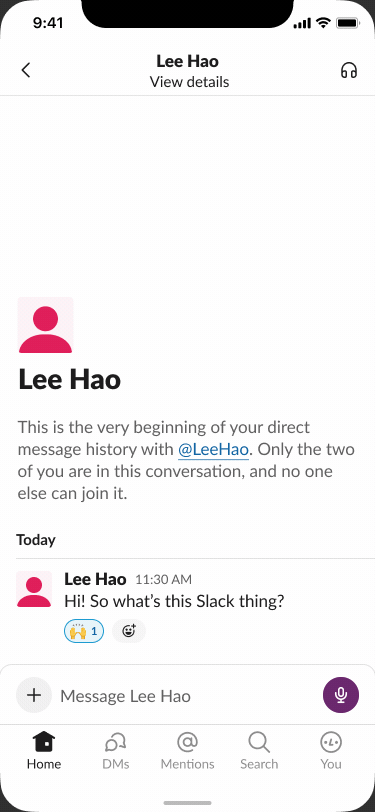 9:41
Lee Hao
View details
Lee Hao
This is the very beginning of your direct
message history with @LeeHao. Only the two
of you are in this conversation, and no one
else can join it.
Today
Lee Hao 11:30 AM
Hi! So what’s this Slack thing?
1
Message Lee Hao
Home DMs Mentions Search You